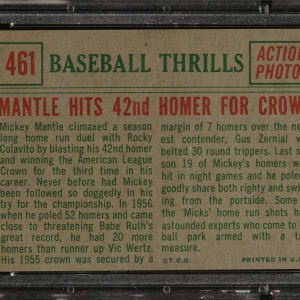 461 BASEBALL THRILLS
ACTION
PHOTO
MANTLE HITS 42nd HOMER FOR CROW
Mickey Mantle climaxed a season
long home run duel with Rocky
Colavito by blasting his 42nd homer
and winning the American League
Crown for the third time in his
career. Never before had Mickey
been followed so doggedly in his
try for the championship. In 1956
when he poled 52 homers and came
close to threatening Babe Ruth's
great record, he had 20 more
homers than runner up Vic Wertz.
His 1955 crown was secured by a
margin of 7 homers over the ne
est contender, Gus Zernial v
belted 30 round trippers. Last s
son 19 of Mickey's homers w
hit in night games and he pole
goodly share both righty and sw
ing from the portside. Some
the 'Micks' home run shots ha
astounded experts who come to
ball park armed with a ta
measure.
©T.C.G. PRINTED IN U.S